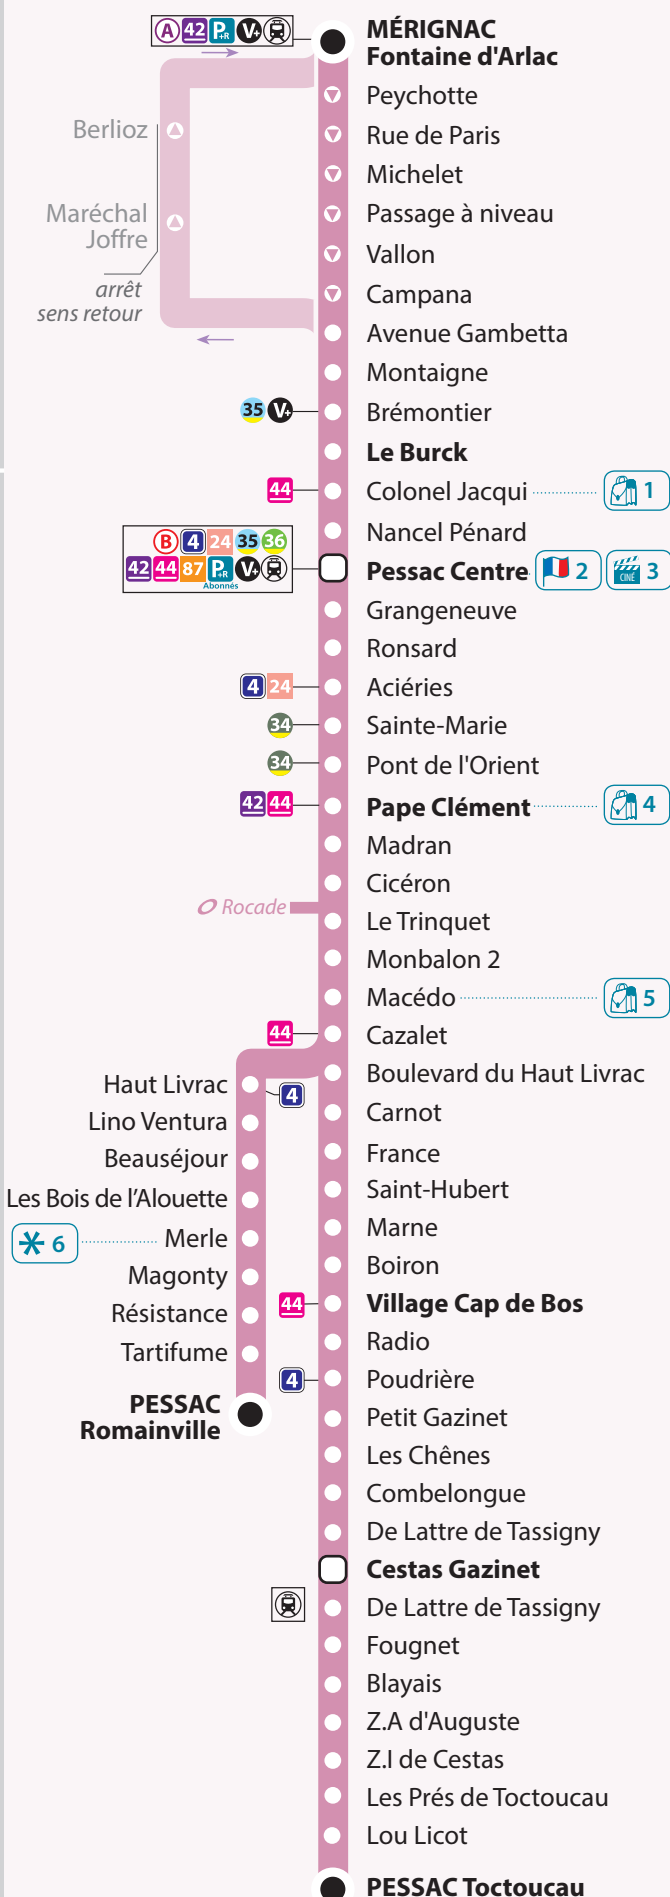 A 42 P+R V+
MÉRIGNAC
Fontaine d'Arlac
Peychotte
Berlioz
Rue de Paris
Michelet
Maréchal
Joffre
Passage à niveau
Vallon
arrêt
sens retour
Campana
Avenue Gambetta
Montaigne
35 V+ Brémontier
Le Burck
44 Colonel Jacqui 1
Nancel Pénard
B 4 24 35 36
42 44 87 P+R V+
Abonnés
Pessac Centre 2 CINÉ 3
Grangeneuve
Ronsard
4 24 Aciéries
34 Sainte-Marie
34 Pont de l'Orient
42 44 Pape Clément 4
Madran
Cicéron
Rocade
Le Trinquet
Monbalon 2
Macédo 5
44 Cazalet
Boulevard du Haut Livrac
Haut Livrac 4
Carnot
Lino Ventura
France
Beauséjour
Saint-Hubert
Les Bois de l'Alouette
Marne
6 Merle
Boiron
Magonty
44 Village Cap de Bos
Résistance
Radio
Tartifume
4 Poudrière
PESSAC
Romainville
Petit Gazinet
Les Chênes
Combelongue
De Lattre de Tassigny
Cestas Gazinet
De Lattre de Tassigny
Fougnet
Blayais
Z.A d'Auguste
Z.I de Cestas
Les Prés de Toctoucau
Lou Licot
PESSAC Toctoucau